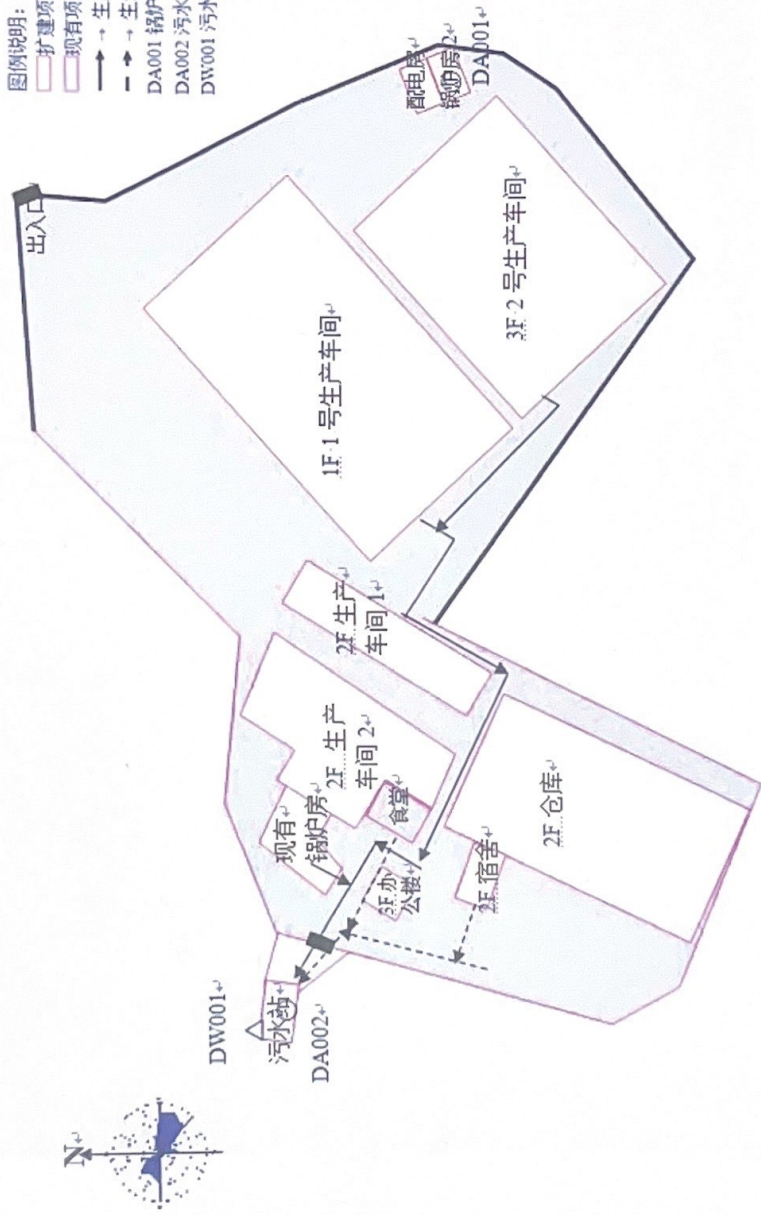 图例说明：
扩建项
现有项
→ 生
→ 生
DA001 锅炉
DA002 污水
DW001 污水
出入口
配电房
锅炉房 2
DA001
1F 1 号生产车间
3F 2 号生产车间
2F 生产
车间 1
2F 生产
车间 2
现有
锅炉房
食堂
3F 办
公楼
2F 宿舍
2F 仓库
DW001
污水站
DA002
N